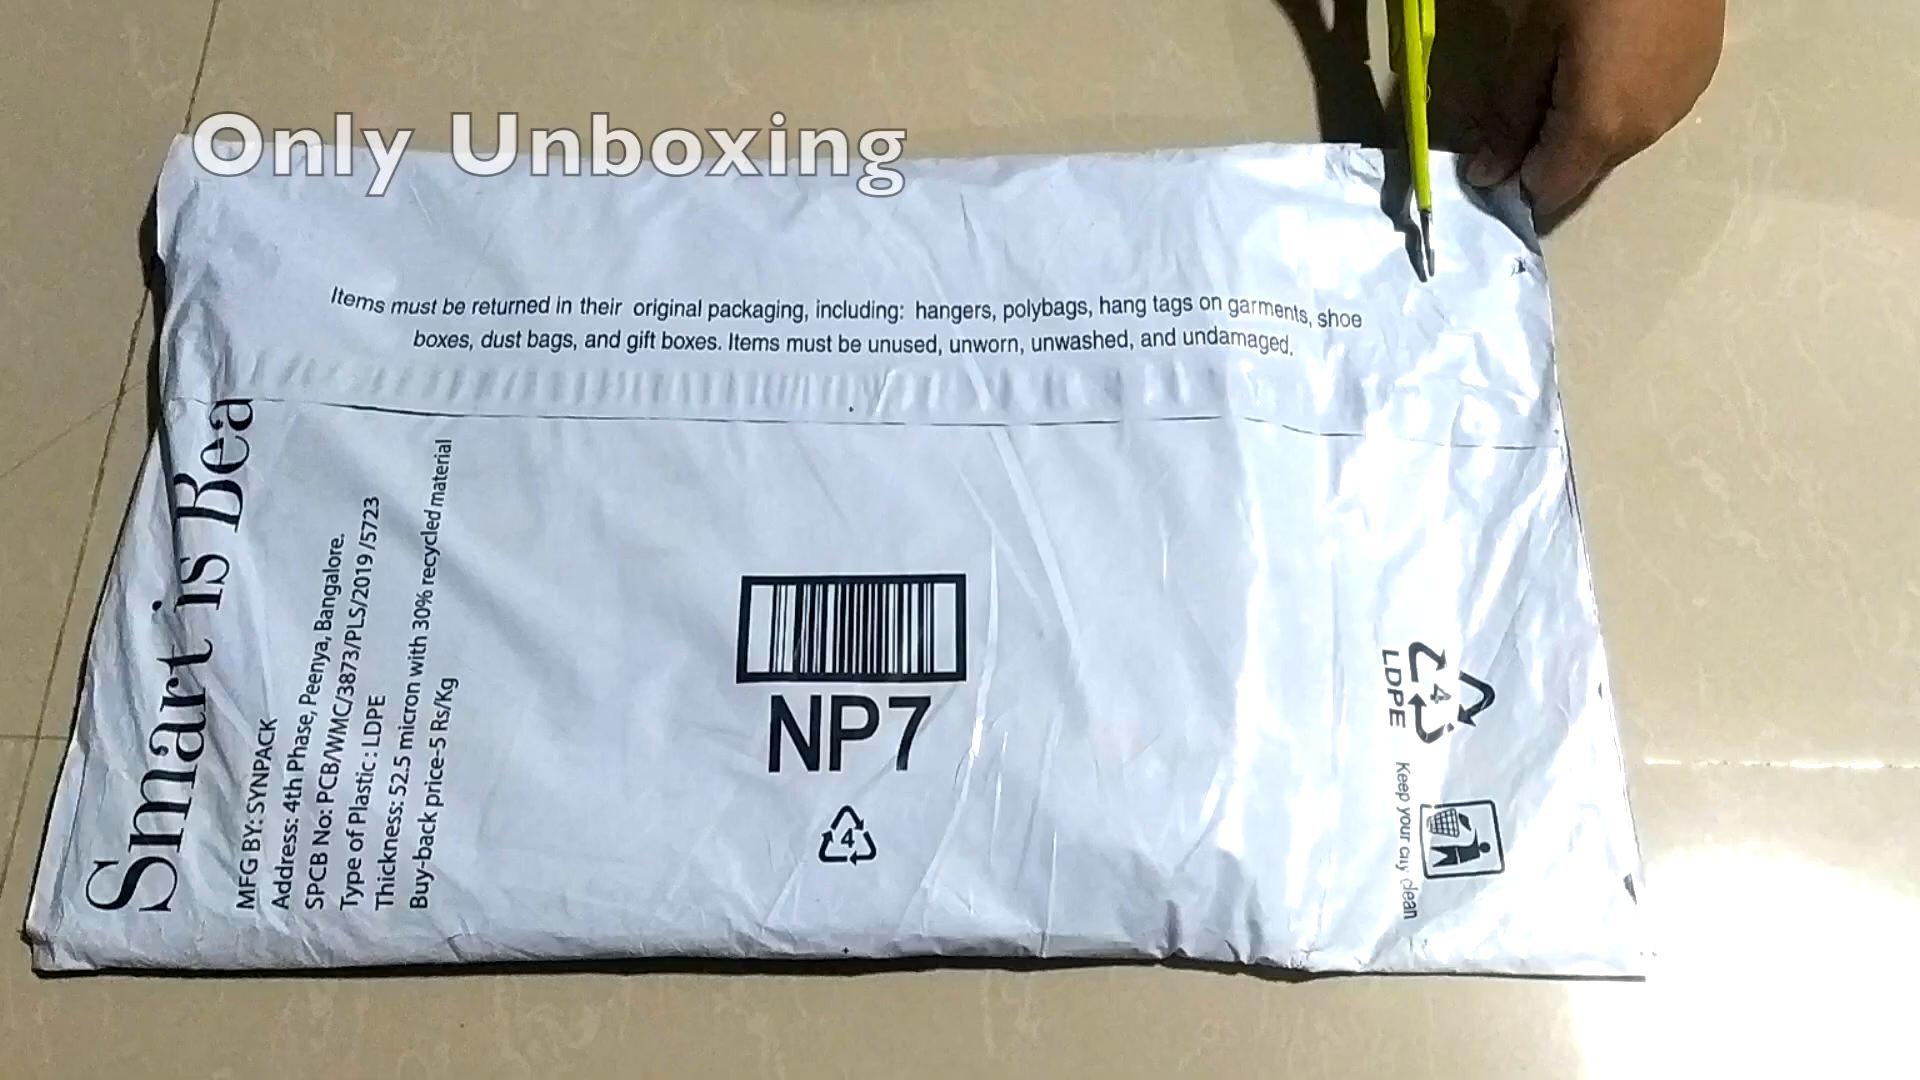 Only Unboxing
Items must be returned in their original packaging, including: hangers, polybags, hang tags on garments, shoe
boxes, dust bags, and gift boxes. Items must be unused, unworn, unwashed, and undamaged.
Smart is Bea
MFG BY: SYNPACK
Address: 4th Phase, Peenya, Bangalore.
SPCB No: PCB/WMC/3873/PLS/2019/5723
Type of Plastic : LDPE
Thickness: 52.5 micron with 30% recycled material
Buy-back price-5 Rs/Kg
NP7
4
4
LDPE
Keep your city clean